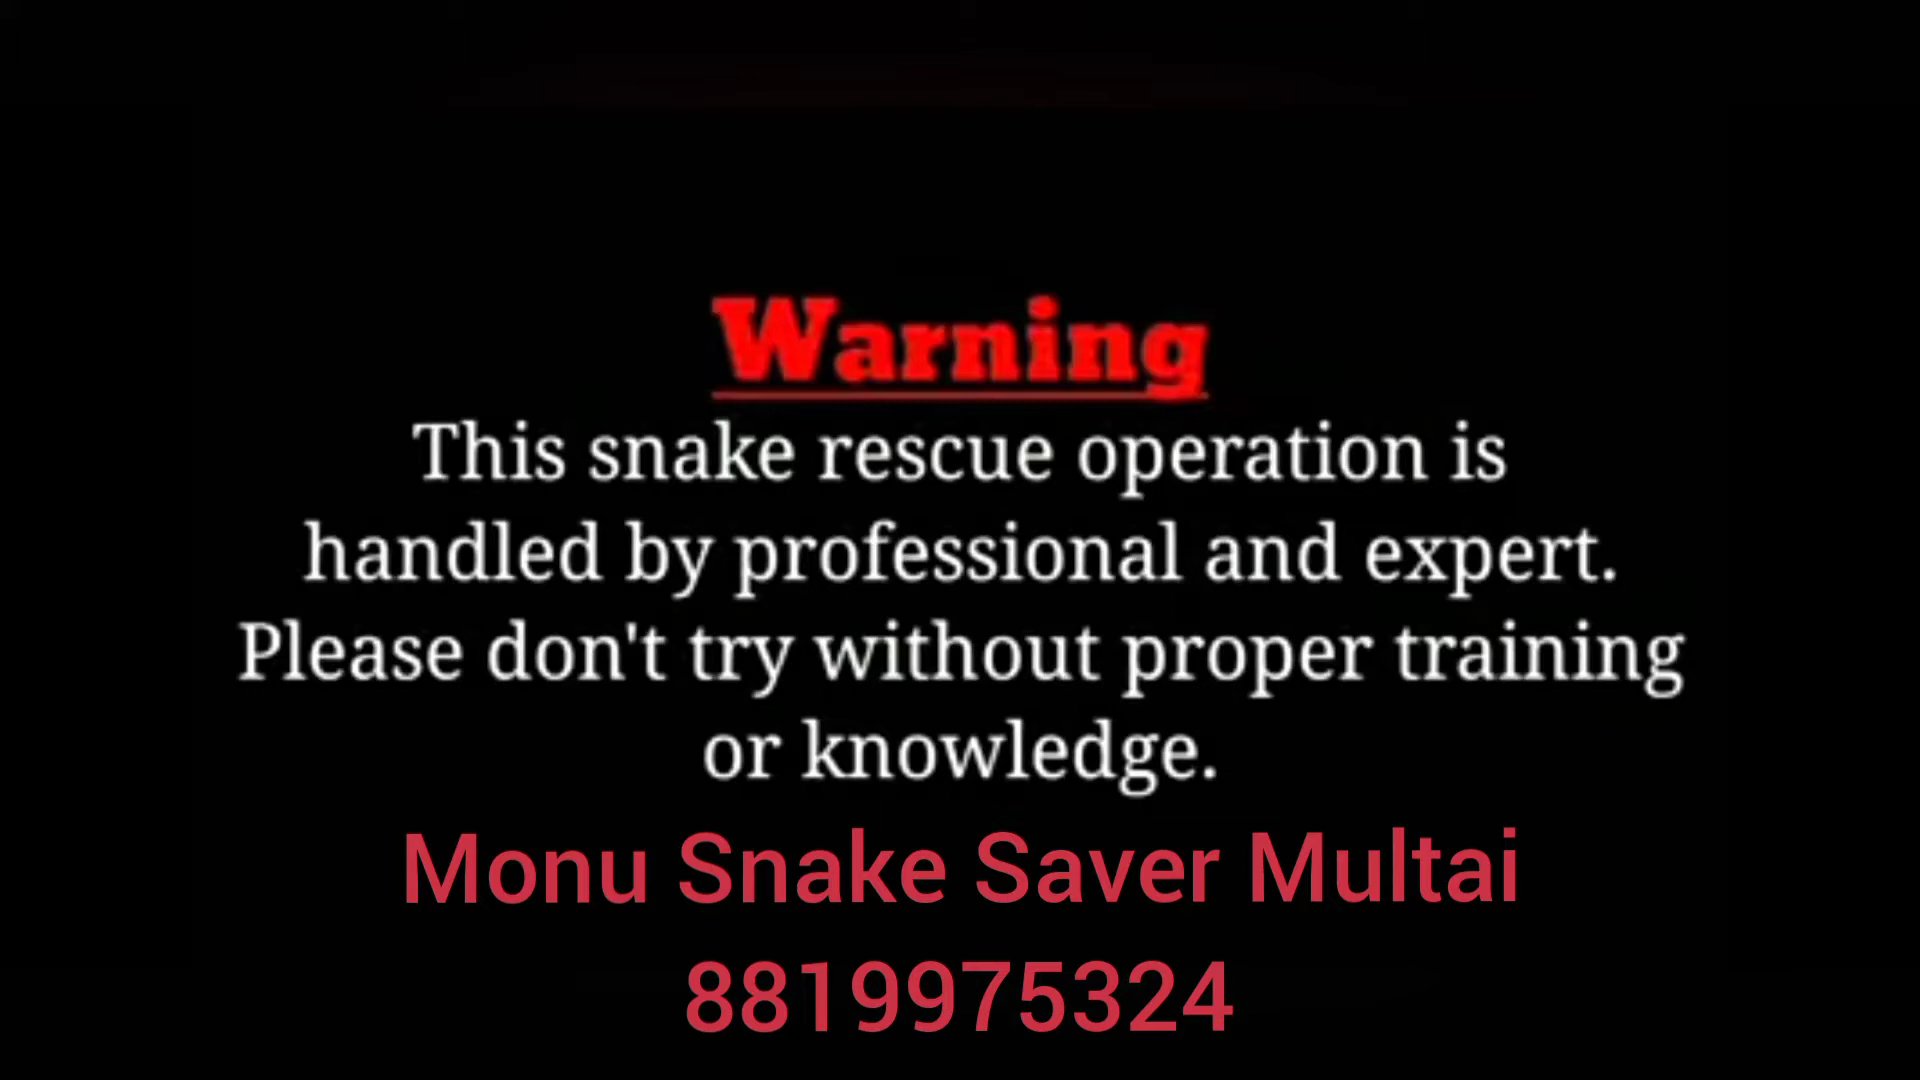 Warning
This snake rescue operation is
handled by professional and expert.
Please don't try without proper training
or knowledge.
Monu Snake Saver Multai
8819975324